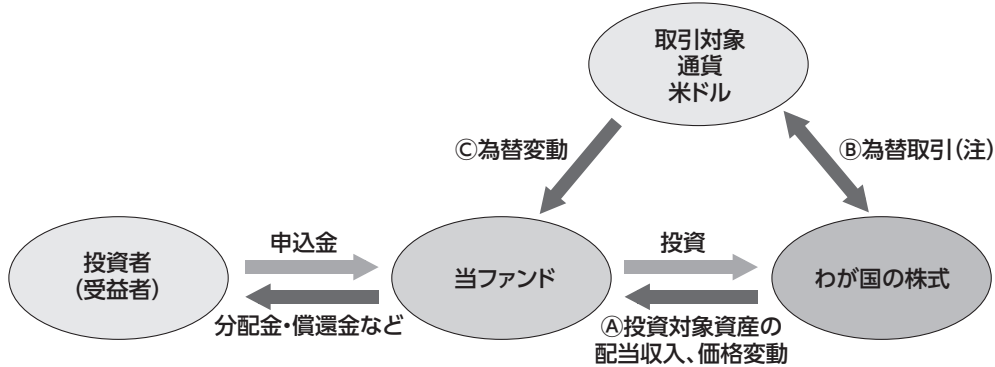 取引対象
通貨
米ドル
Ⓒ為替変動
Ⓑ為替取引(注)
投資者
(受益者)
申込金
分配金・償還金など
当ファンド
投資
Ⓐ投資対象資産の
配当収入、価格変動
わが国の株式